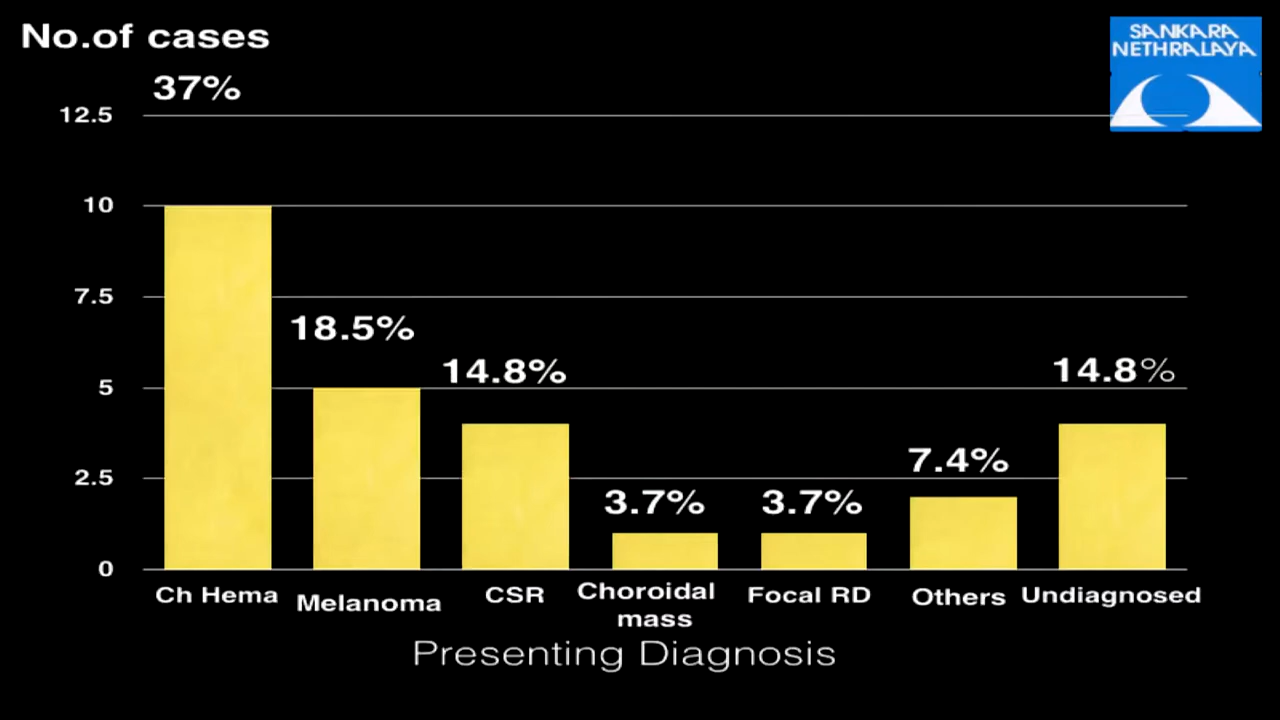 No.of cases
SANKARA
NETHRALAYA
37%
12.5
10
7.5
18.5%
14.8%
14.8%
5
7.4%
2.5
3.7%
3.7%
0
Ch Hema
Melanoma
CSR
Choroidal
mass
Focal RD
Others
Undiagnosed
Presenting Diagnosis